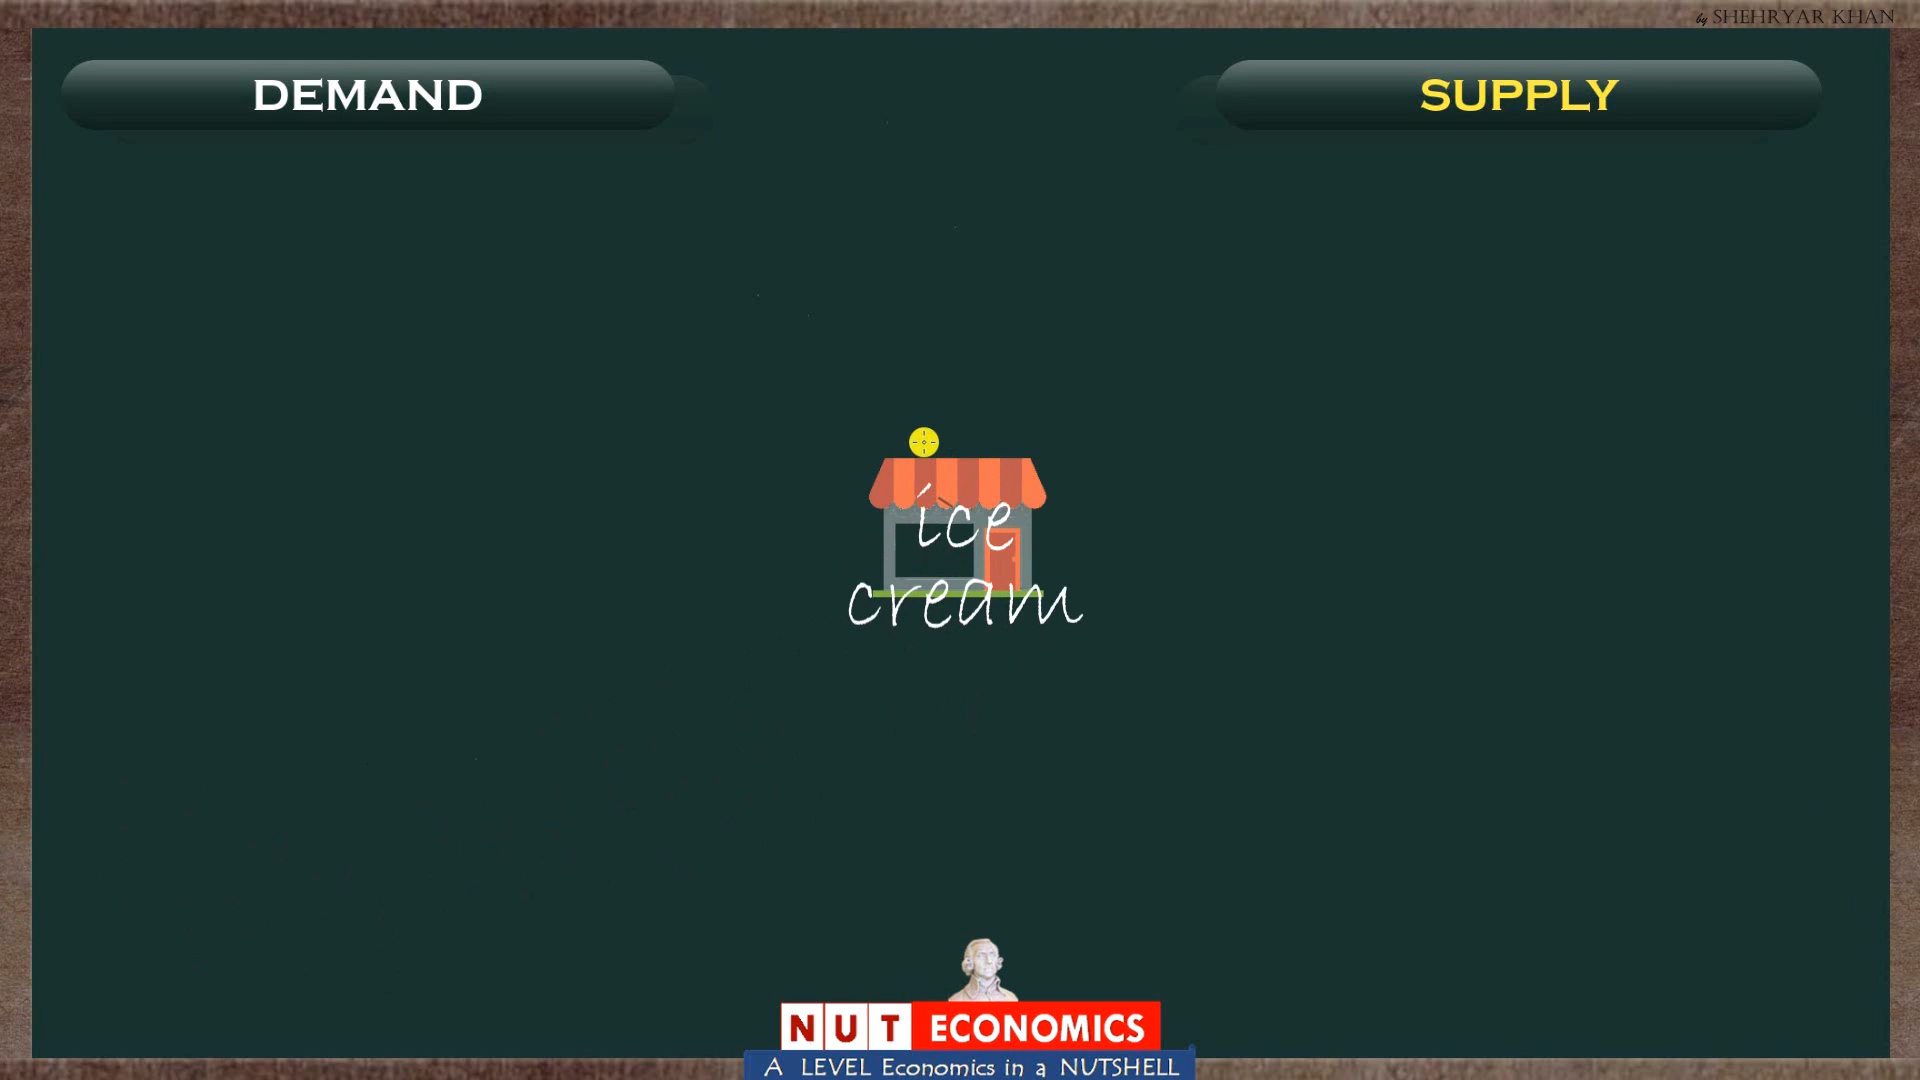 by SHEHRYAR KHAN
DEMAND
SUPPLY
ice
cream
NUT ECONOMICS
A LEVEL Economics in a NUTSHELL